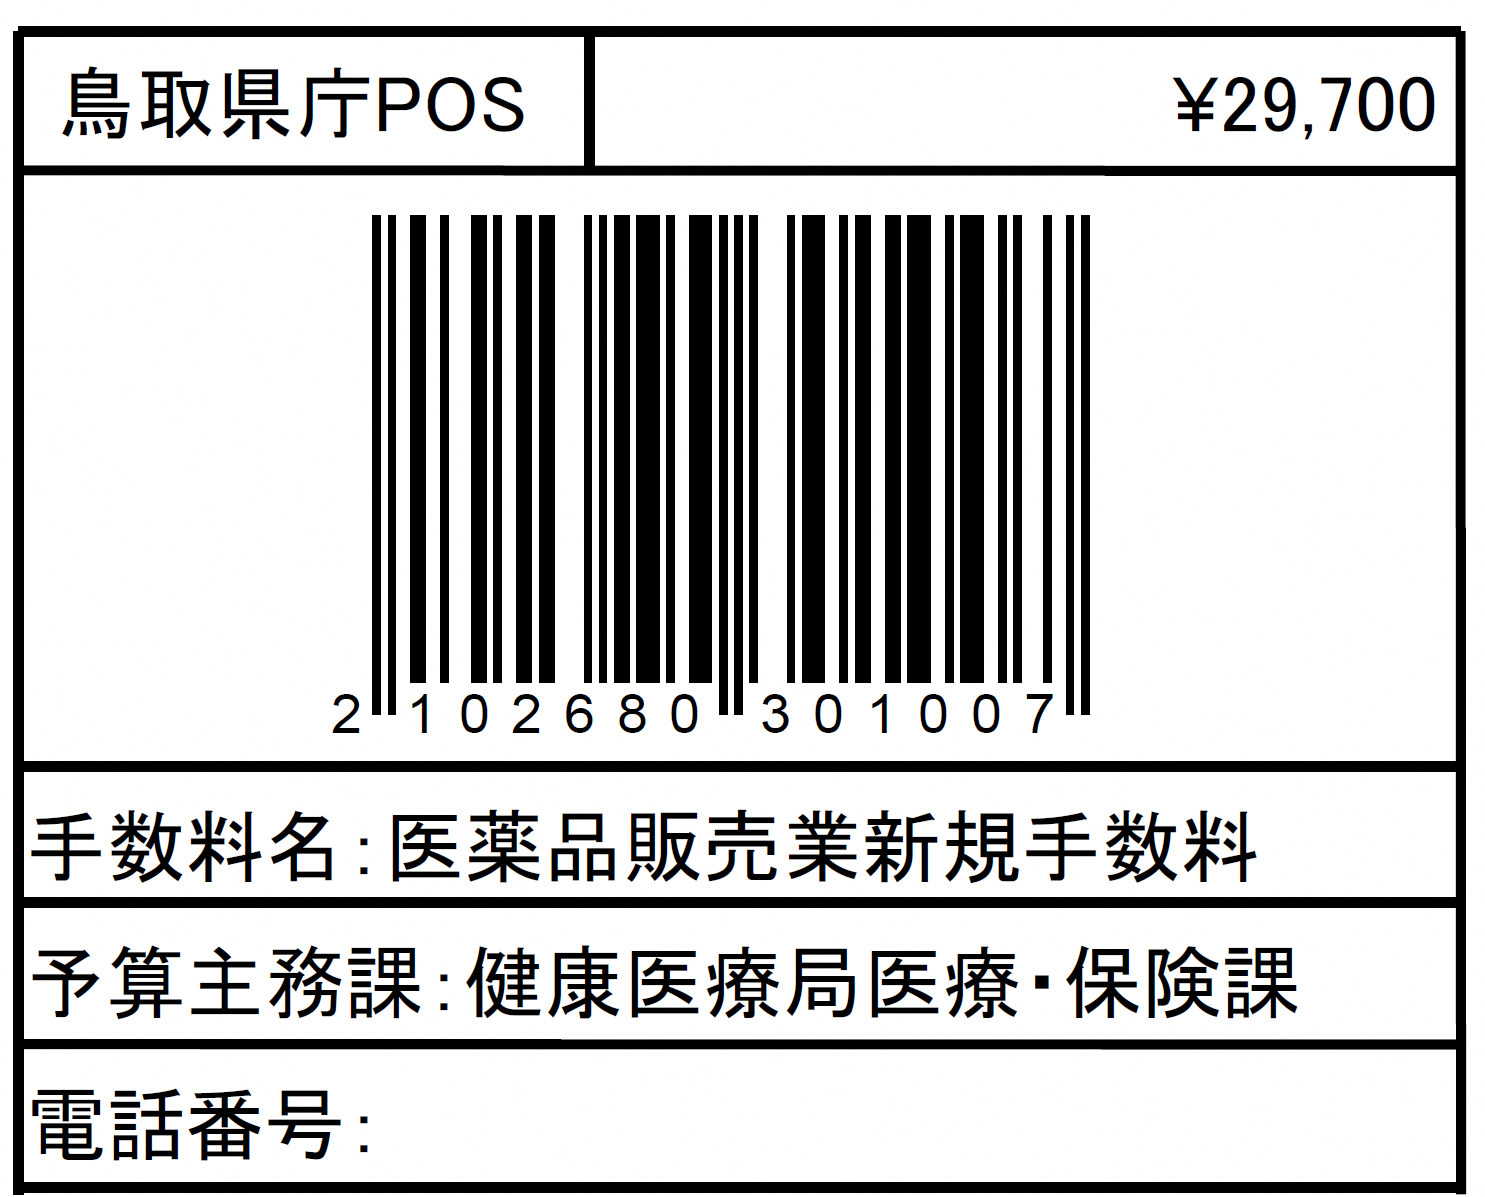 鳥取県庁POS ¥29,700
2 102680 301007
手数料名:医薬品販売業新規手数料
予算主務課:健康医療局医療・保険課
電話番号: